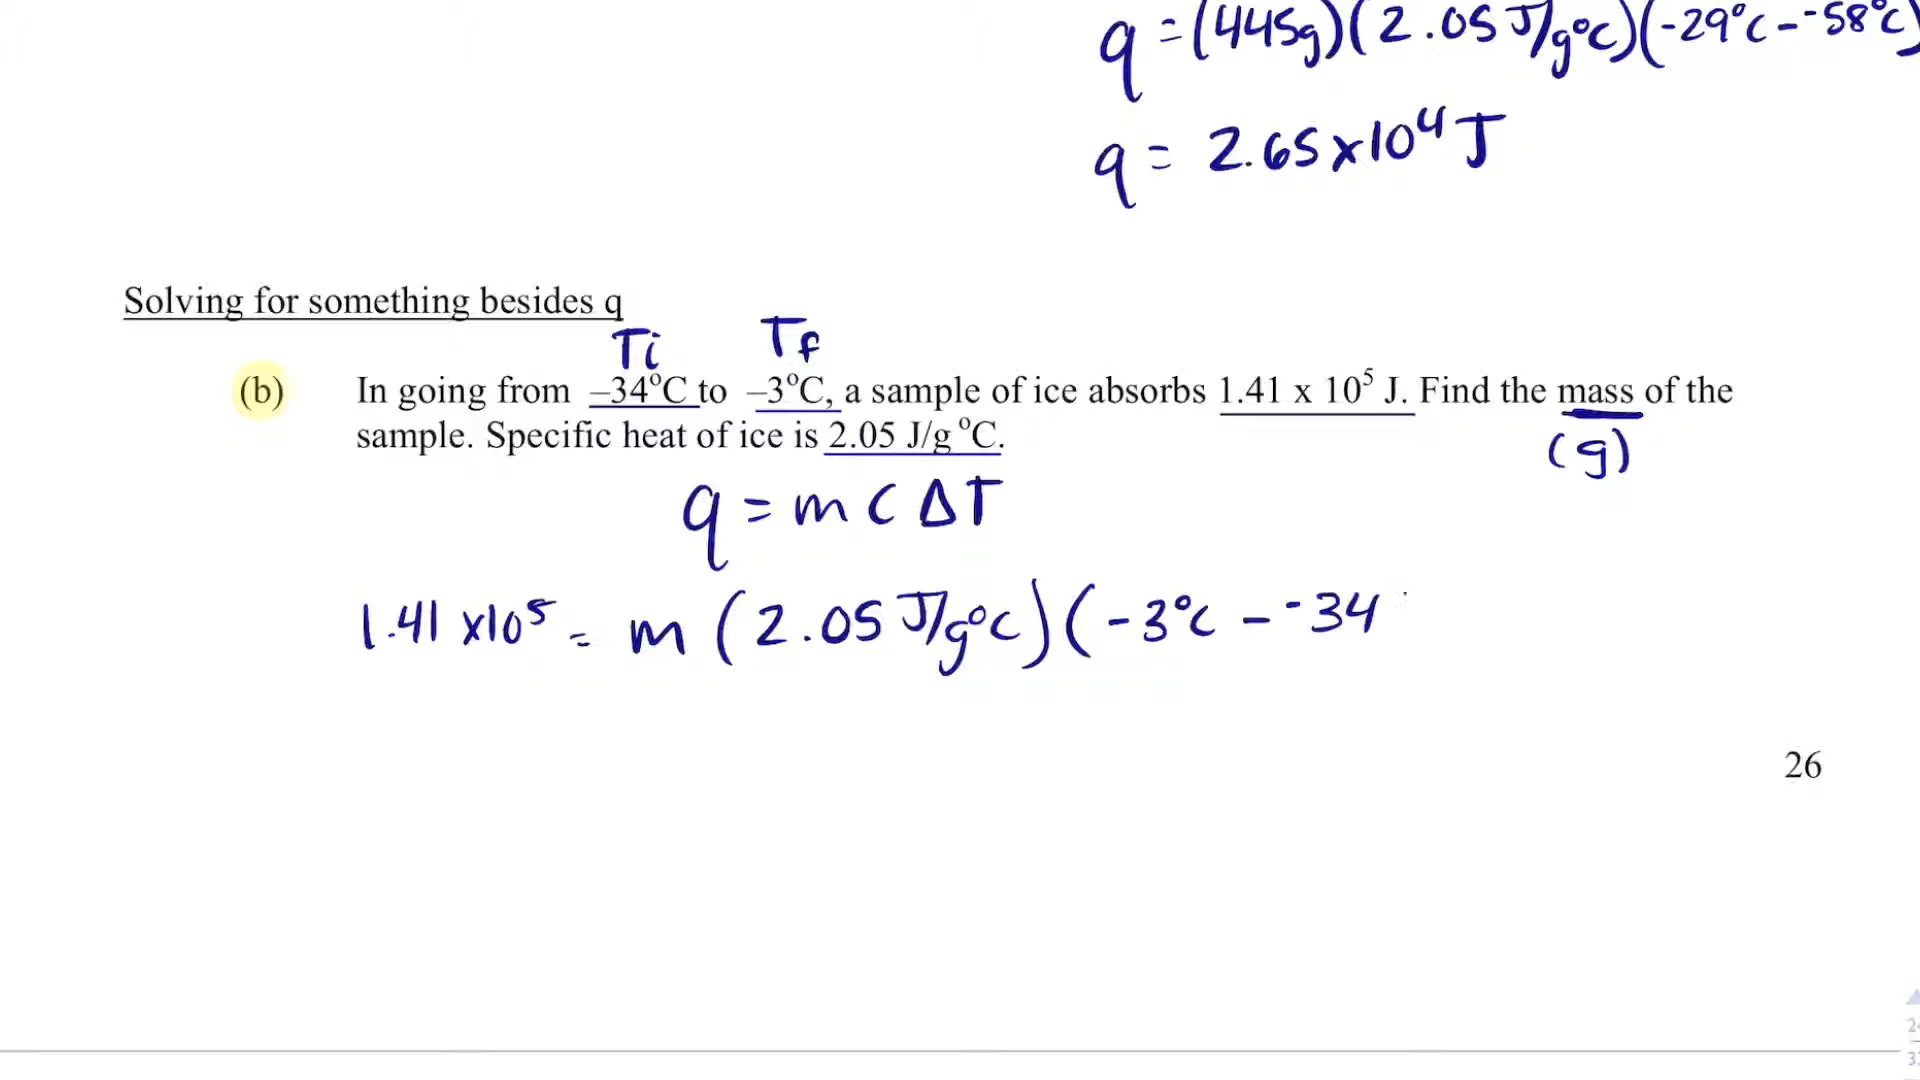 q = (445g)(2.05 J/g°C)(-29°C - -58°C)
q = 2.65 x 10⁴ J
Solving for something besides q
Ti Tf
(b) In going from –34°C to –3°C, a sample of ice absorbs 1.41 x 10⁵ J. Find the mass of the
sample. Specific heat of ice is 2.05 J/g °C.
(g)
q = m C ΔT
1.41 x10⁵ = m (2.05 J/g°C)(-3°C - -34
26